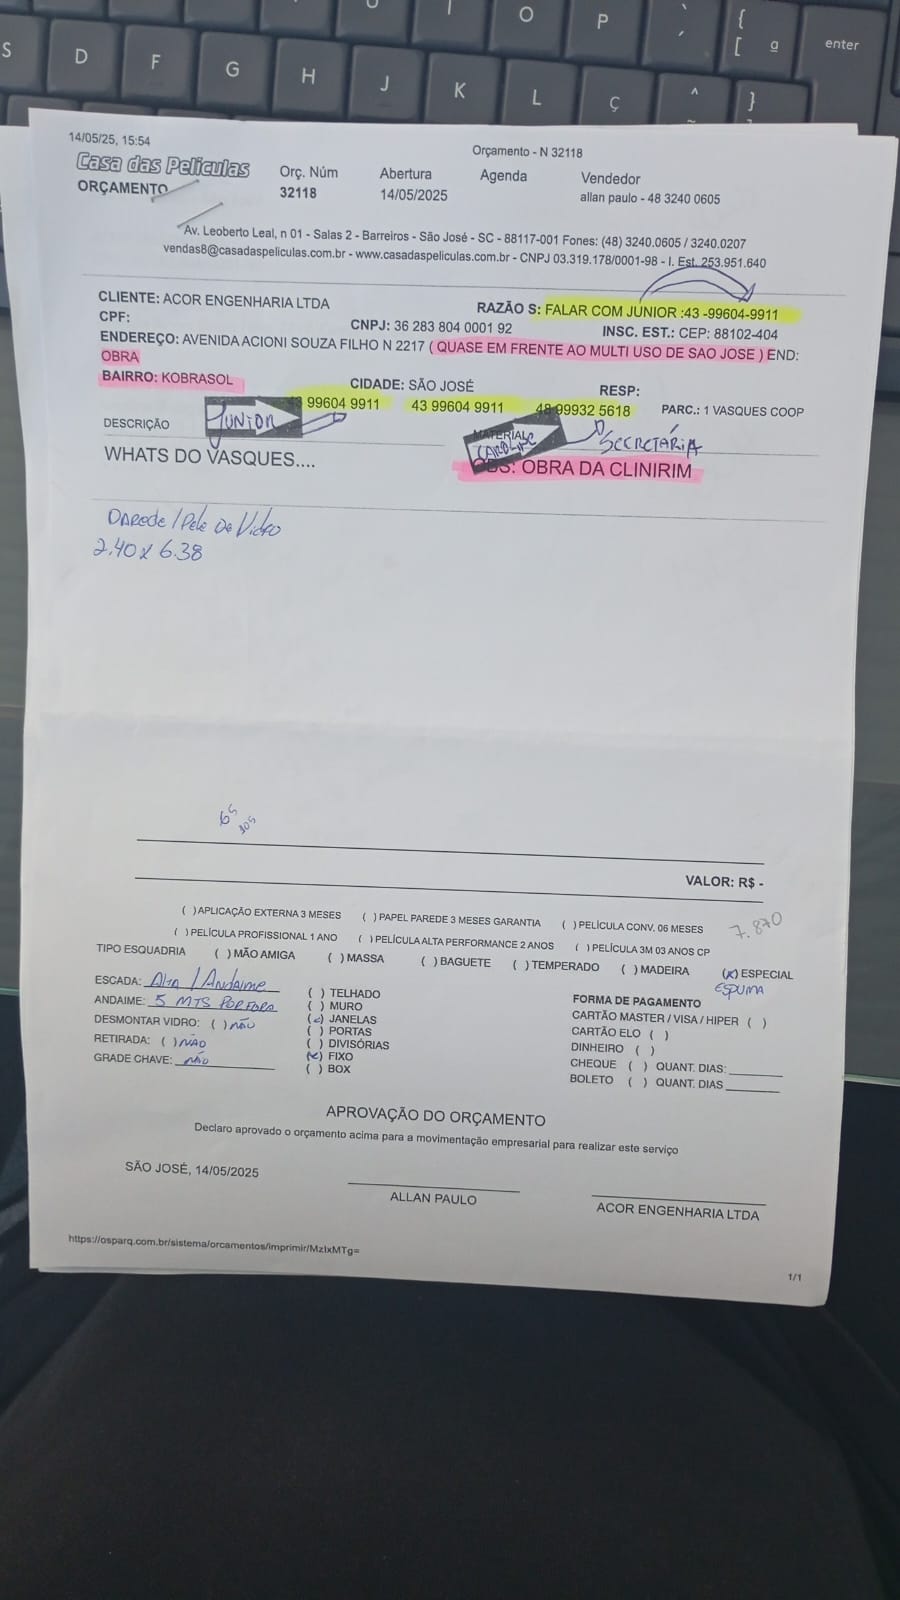 S D F G H J K L Ç
U I O P
{ [ ª enter
^ ~ }
14/05/25, 15:54
Orçamento - N 32118
Casa das Películas
ORÇAMENTO
Orç. Núm Abertura Agenda Vendedor
32118 14/05/2025 allan paulo - 48 3240 0605
Av. Leoberto Leal, n 01 - Salas 2 - Barreiros - São José - SC - 88117-001 Fones: (48) 3240.0605 / 3240.0207
vendas8@casadaspeliculas.com.br - www.casadaspeliculas.com.br - CNPJ 03.319.178/0001-98 - I. Est. 253.951.640
CLIENTE: ACOR ENGENHARIA LTDA RAZÃO S: FALAR COM JUNIOR :43 -99604-9911
CPF: CNPJ: 36 283 804 0001 92 INSC. EST.: CEP: 88102-404
ENDEREÇO: AVENIDA ACIONI SOUZA FILHO N 2217 ( QUASE EM FRENTE AO MULTI USO DE SAO JOSE ) END:
OBRA
BAIRRO: KOBRASOL CIDADE: SÃO JOSÉ RESP:
99604 9911 43 99604 9911 48 99932 5618 PARC.: 1 VASQUES COOP
DESCRIÇÃO JUNIOR MATERIAL CAROLINE SECRETÁRIA
WHATS DO VASQUES.... OBS: OBRA DA CLINIRIM
Pele De Vidro
2.40 x 6.38
VALOR: R$ -
( )APLICAÇÃO EXTERNA 3 MESES ( )PAPEL PAREDE 3 MESES GARANTIA ( )PELÍCULA CONV. 06 MESES
7.870
( )PELÍCULA PROFISSIONAL 1 ANO ( )PELÍCULA ALTA PERFORMANCE 2 ANOS ( )PELÍCULA 3M 03 ANOS CP
TIPO ESQUADRIA ( )MÃO AMIGA ( )MASSA ( )BAGUETE ( )TEMPERADO ( )MADEIRA (x) ESPECIAL
ESPUMA
ESCADA: Alta / Andaime
ANDAIME: 5 MTS POR FORA
DESMONTAR VIDRO: ( ) NÃO
RETIRADA: ( ) NÃO
GRADE CHAVE: NÃO
( ) TELHADO
( ) MURO
(x) JANELAS
( ) PORTAS
( ) DIVISÓRIAS
(x) FIXO
( ) BOX
FORMA DE PAGAMENTO
CARTÃO MASTER / VISA / HIPER ( )
CARTÃO ELO ( )
DINHEIRO ( )
CHEQUE ( ) QUANT. DIAS:
BOLETO ( ) QUANT. DIAS
APROVAÇÃO DO ORÇAMENTO
Declaro aprovado o orçamento acima para a movimentação empresarial para realizar este serviço
SÃO JOSÉ, 14/05/2025
ALLAN PAULO ACOR ENGENHARIA LTDA
https://osparq.com.br/sistema/orcamentos/imprimir/MzIxMTg=
1/1